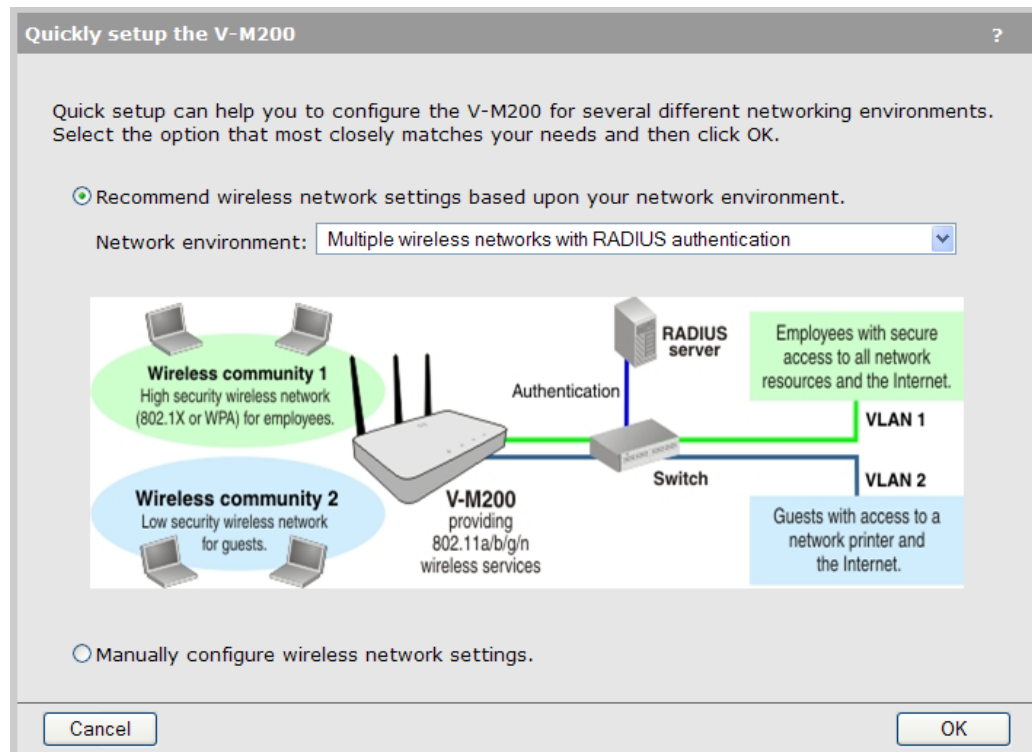 Quickly setup the V-M200
?
Quick setup can help you to configure the V-M200 for several different networking environments.
Select the option that most closely matches your needs and then click OK.
Recommend wireless network settings based upon your network environment.
Network environment: Multiple wireless networks with RADIUS authentication
Wireless community 1
High security wireless network
(802.1X or WPA) for employees.
Wireless community 2
Low security wireless network
for guests.
V-M200
providing
802.11a/b/g/n
wireless services
Authentication
RADIUS
server
Switch
Employees with secure
access to all network
resources and the Internet.
VLAN 1
VLAN 2
Guests with access to a
network printer and
the Internet.
Manually configure wireless network settings.
Cancel
OK